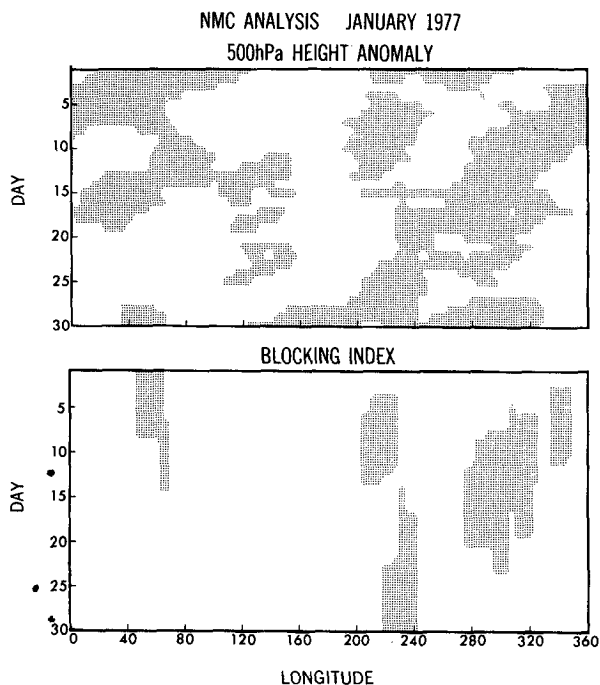 NMC ANALYSIS JANUARY 1977
500hPa HEIGHT ANOMALY
5
10
15
20
25
30
DAY
BLOCKING INDEX
5
10
15
20
25
30
DAY
0 40 80 120 160 200 240 280 320 360
LONGITUDE